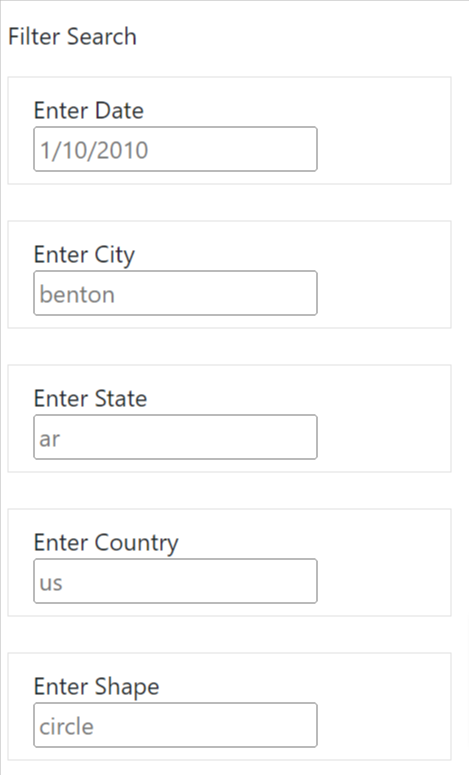 Filter Search
Enter Date
1/10/2010
Enter City
benton
Enter State
ar
Enter Country
us
Enter Shape
circle